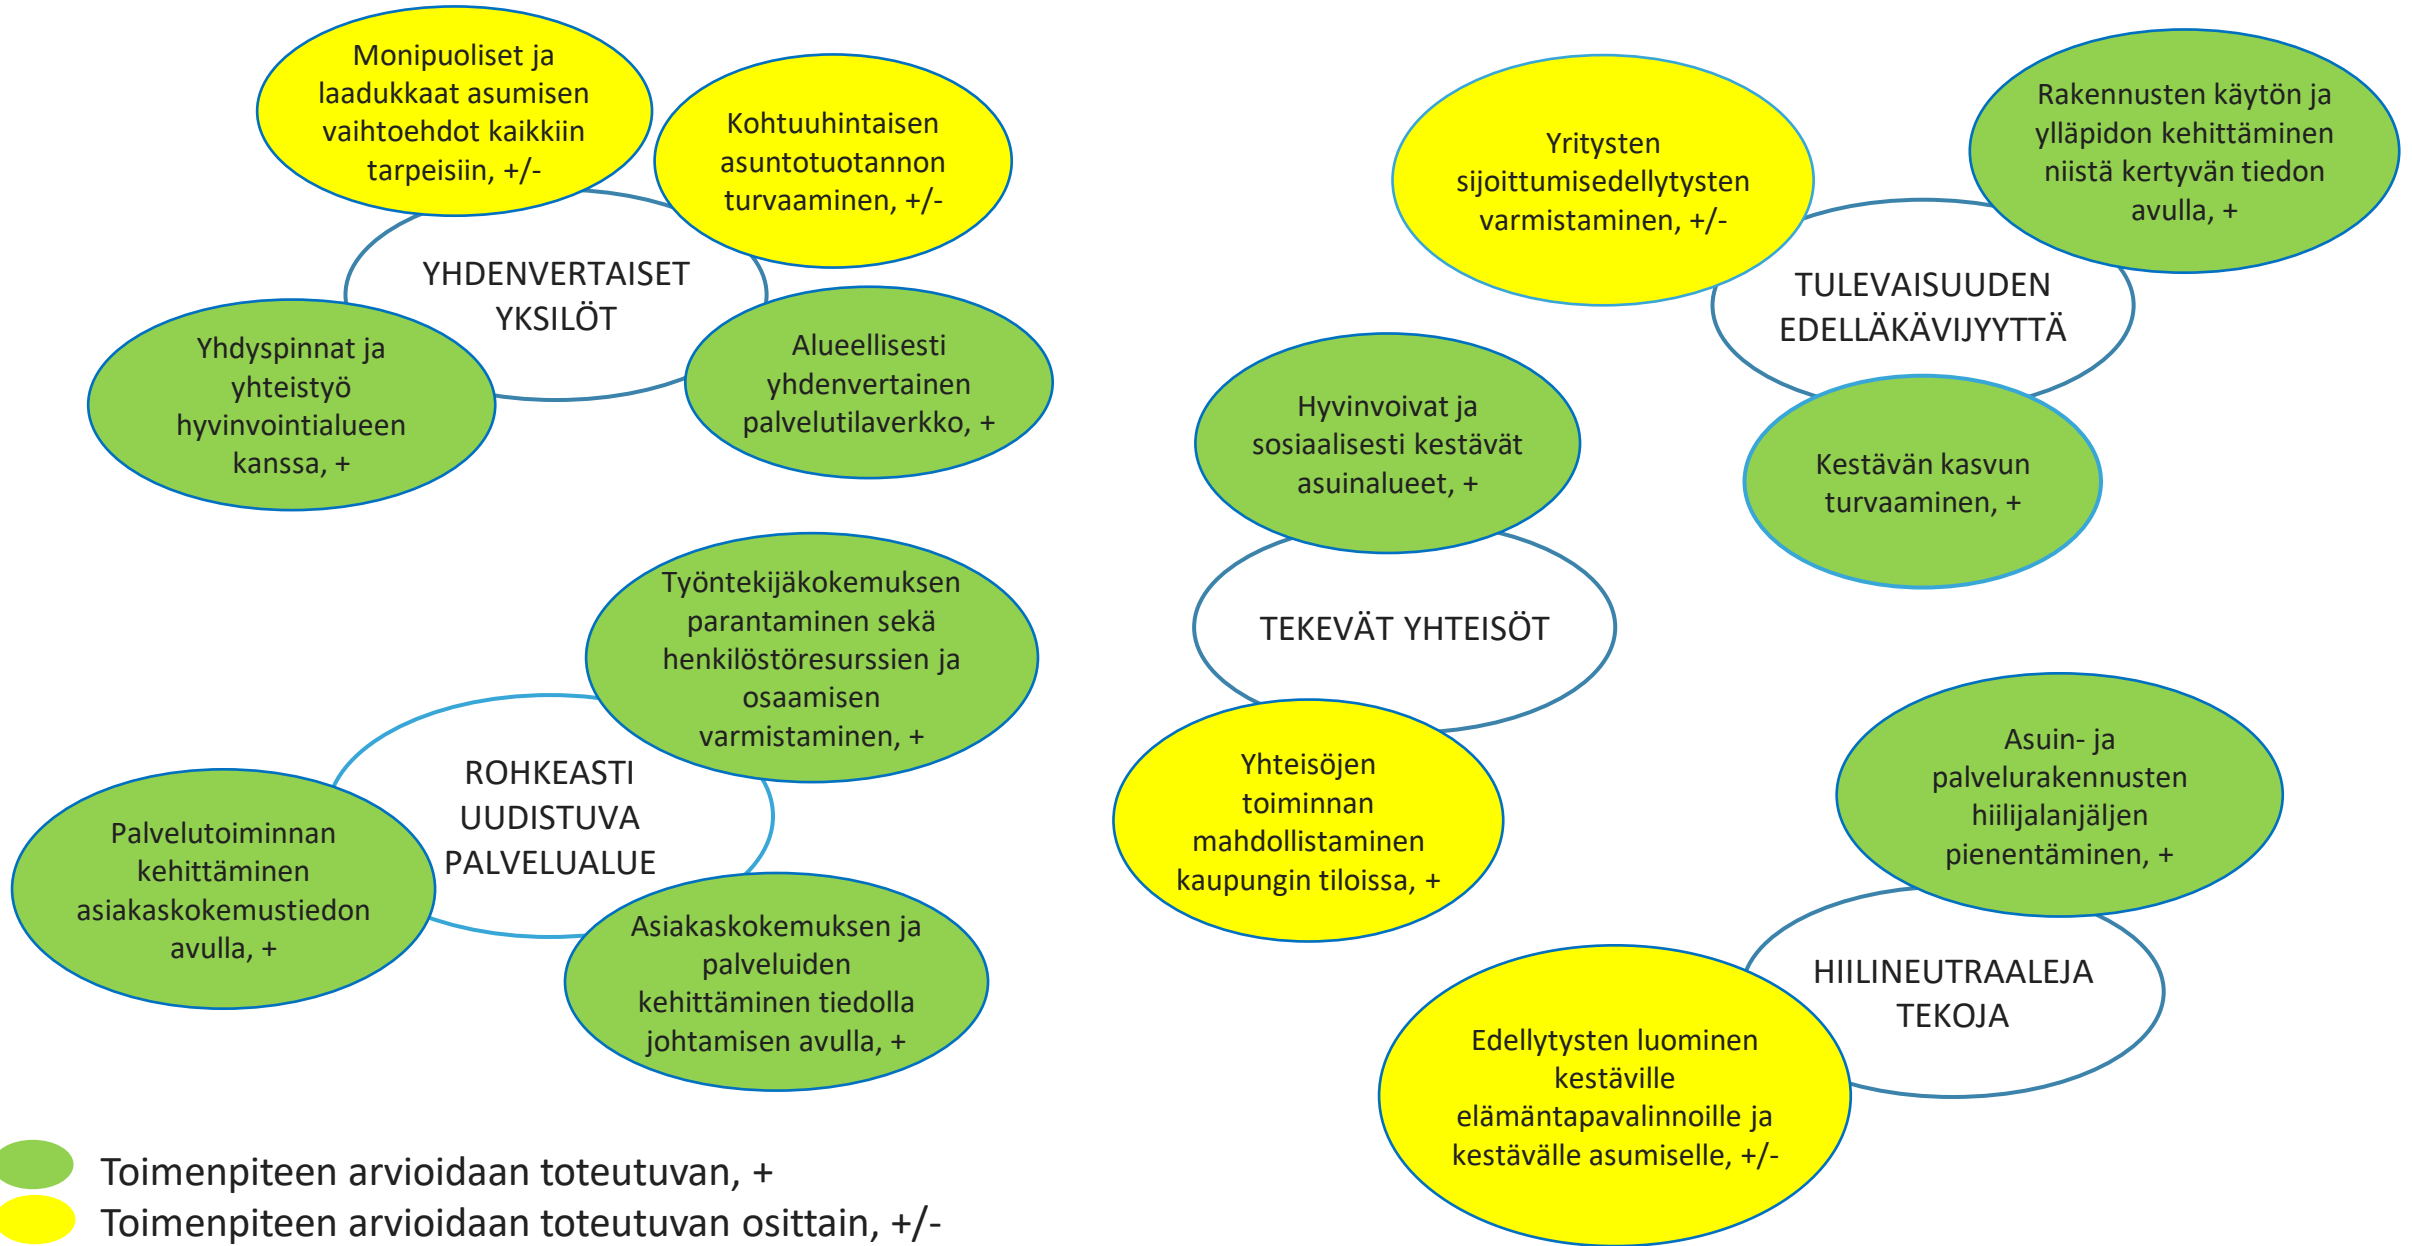 Monipuoliset ja
laadukkaat asumisen
vaihtoehdot kaikkiin
tarpeisiin, +/-
Kohtuuhintaisen
asuntotuotannon
turvaaminen, +/-
YHDENVERTAISET
YKSILÖT
Yhdyspinnat ja
yhteistyö
hyvinvointialueen
kanssa, +
Alueellisesti
yhdenvertainen
palvelutilaverkko, +
Yritysten
sijoittumisedellytysten
varmistaminen, +/-
Rakennusten käytön ja
ylläpidon kehittäminen
niistä kertyvän tiedon
avulla, +
TULEVAISUUDEN
EDELLÄKÄVIJYYTTÄ
Kestävän kasvun
turvaaminen, +
Hyvinvoivat ja
sosiaalisesti kestävät
asuinalueet, +
TEKEVÄT YHTEISÖT
Yhteisöjen
toiminnan
mahdollistaminen
kaupungin tiloissa, +
Työntekijäkokemuksen
parantaminen sekä
henkilöstöresurssien ja
osaamisen
varmistaminen, +
ROHKEASTI
UUDISTUVA
PALVELUALUE
Palvelutoiminnan
kehittäminen
asiakaskokemustiedon
avulla, +
Asiakaskokemuksen ja
palveluiden
kehittäminen tiedolla
johtamisen avulla, +
Asuin- ja
palvelurakennusten
hiilijalanjäljen
pienentäminen, +
HIILINEUTRAALEJA
TEKOJA
Edellytysten luominen
kestäville
elämäntapavalinnoille ja
kestävälle asumiselle, +/-
Toimenpiteen arvioidaan toteutuvan, +
Toimenpiteen arvioidaan toteutuvan osittain, +/-